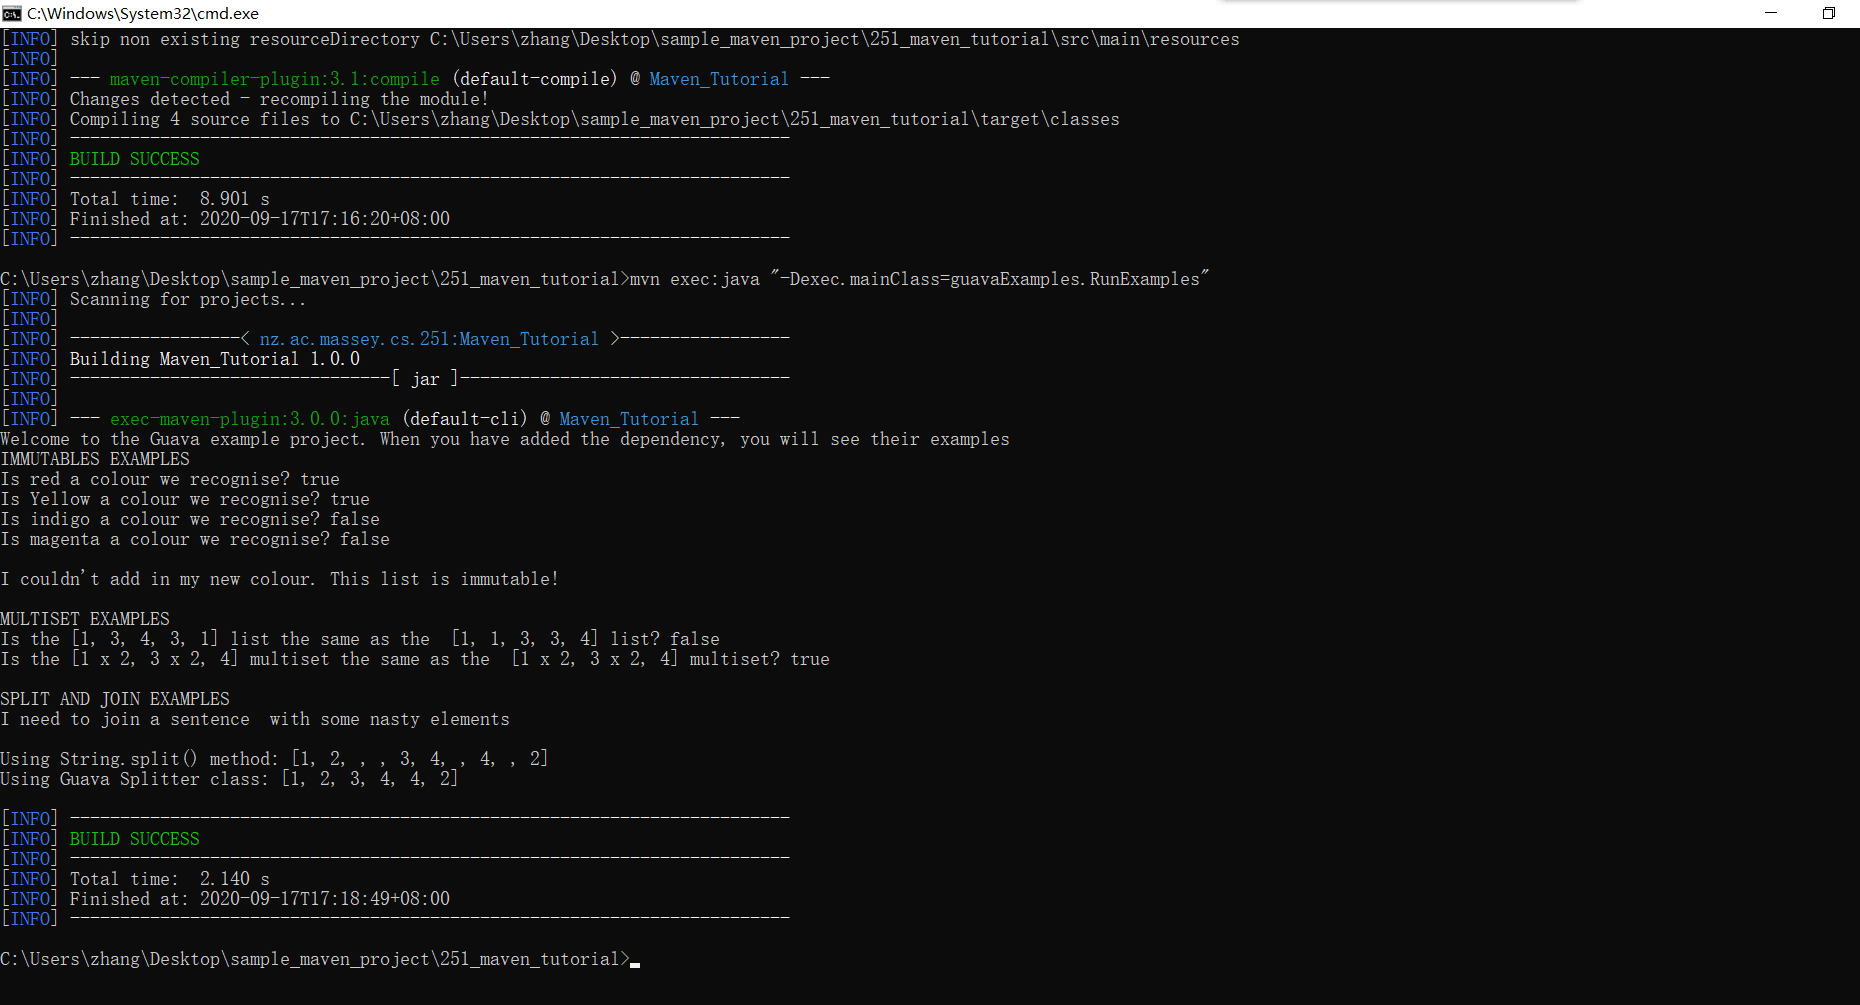 C:\Windows\System32\cmd.exe
[INFO] skip non existing resourceDirectory C:\Users\zhang\Desktop\sample_maven_project\251_maven_tutorial\src\main\resources
[INFO]
[INFO] --- maven-compiler-plugin:3.1:compile (default-compile) @ Maven_Tutorial ---
[INFO] Changes detected - recompiling the module!
[INFO] Compiling 4 source files to C:\Users\zhang\Desktop\sample_maven_project\251_maven_tutorial\target\classes
[INFO] ------------------------------------------------------------------------
[INFO] BUILD SUCCESS
[INFO] ------------------------------------------------------------------------
[INFO] Total time:  8.901 s
[INFO] Finished at: 2020-09-17T17:16:20+08:00
[INFO] ------------------------------------------------------------------------
C:\Users\zhang\Desktop\sample_maven_project\251_maven_tutorial>mvn exec:java "-Dexec.mainClass=guavaExamples.RunExamples"
[INFO] Scanning for projects...
[INFO]
[INFO] -----------------< nz.ac.massey.cs.251:Maven_Tutorial >-----------------
[INFO] Building Maven_Tutorial 1.0.0
[INFO] --------------------------------[ jar ]---------------------------------
[INFO]
[INFO] --- exec-maven-plugin:3.0.0:java (default-cli) @ Maven_Tutorial ---
Welcome to the Guava example project. When you have added the dependency, you will see their examples
IMMUTABLES EXAMPLES
Is red a colour we recognise? true
Is Yellow a colour we recognise? true
Is indigo a colour we recognise? false
Is magenta a colour we recognise? false
I couldn't add in my new colour. This list is immutable!
MULTISET EXAMPLES
Is the [1, 3, 4, 3, 1] list the same as the  [1, 1, 3, 3, 4] list? false
Is the [1 x 2, 3 x 2, 4] multiset the same as the  [1 x 2, 3 x 2, 4] multiset? true
SPLIT AND JOIN EXAMPLES
I need to join a sentence  with some nasty elements
Using String.split() method: [1, 2, , , 3, 4, , 4, , 2]
Using Guava Splitter class: [1, 2, 3, 4, 4, 2]
[INFO] ------------------------------------------------------------------------
[INFO] BUILD SUCCESS
[INFO] ------------------------------------------------------------------------
[INFO] Total time:  2.140 s
[INFO] Finished at: 2020-09-17T17:18:49+08:00
[INFO] ------------------------------------------------------------------------
C:\Users\zhang\Desktop\sample_maven_project\251_maven_tutorial>